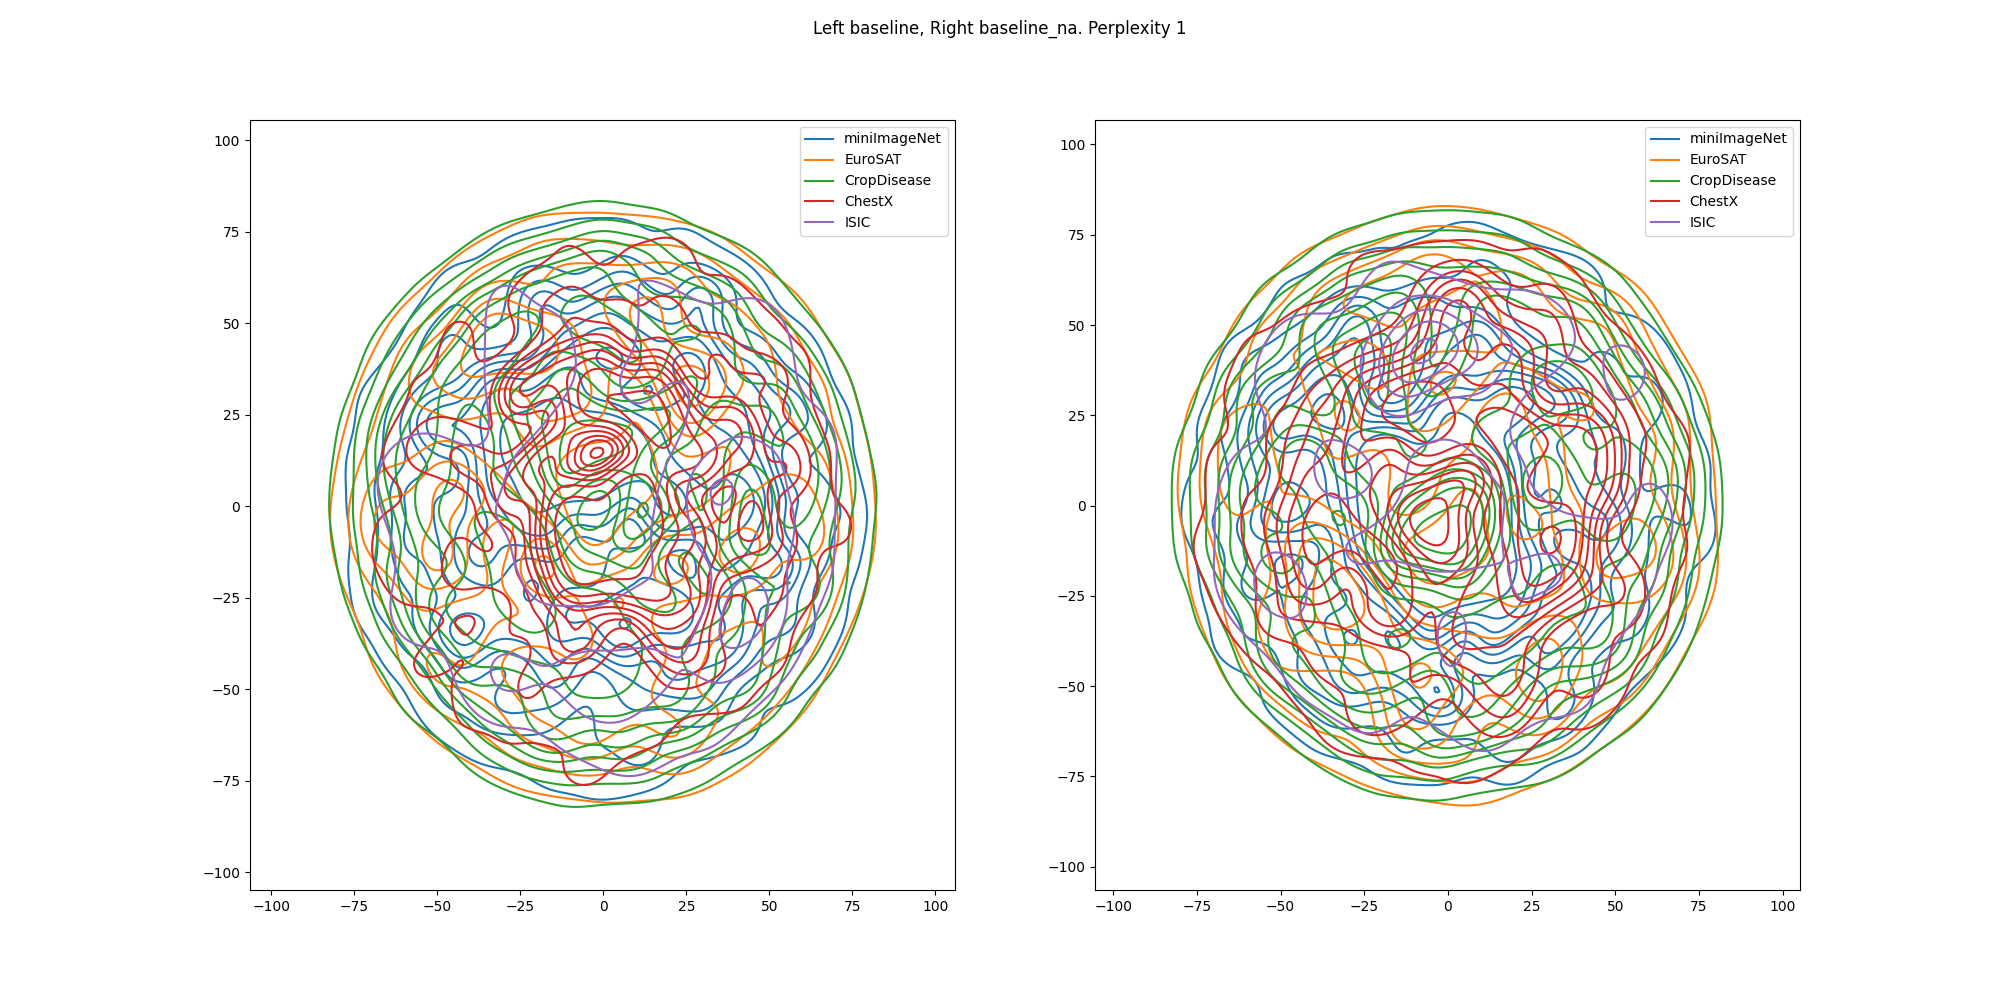 Left baseline, Right baseline_na. Perplexity 1
miniImageNet
EuroSAT
CropDisease
ChestX
ISIC
100
75
50
25
0
−25
−50
−75
−100
−100 −75 −50 −25 0 25 50 75 100
miniImageNet
EuroSAT
CropDisease
ChestX
ISIC
100
75
50
25
0
−25
−50
−75
−100
−100 −75 −50 −25 0 25 50 75 100